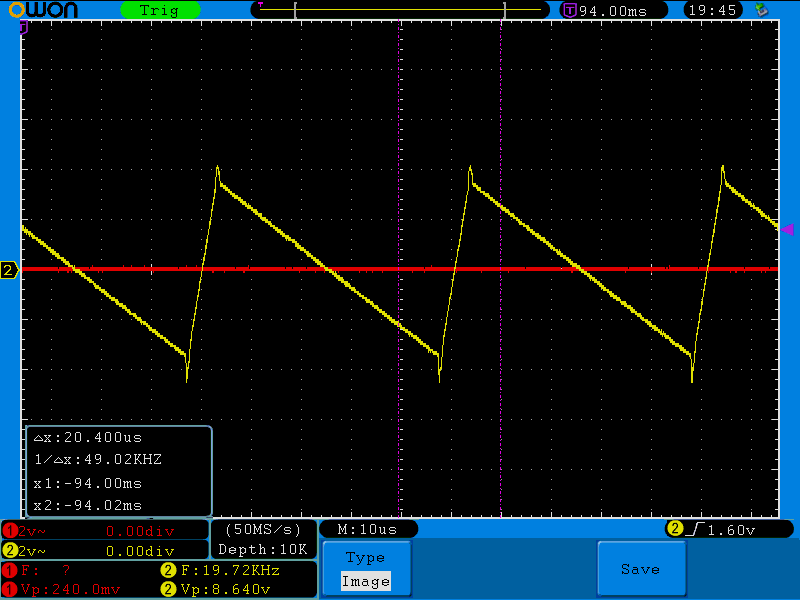 OWON Trig T 94.00ms 19:45
T
T
2
△x:20.400us
1/△x:49.02KHZ
x1:-94.00ms
x2:-94.02ms
1 2v~ 0.00div (50MS/s) M:10us 2 1.60v
2 2v~ 0.00div Depth:10K
1 F: ? 2 F:19.72KHz Type Save
1 Vp:240.0mv 2 Vp:8.640v Image